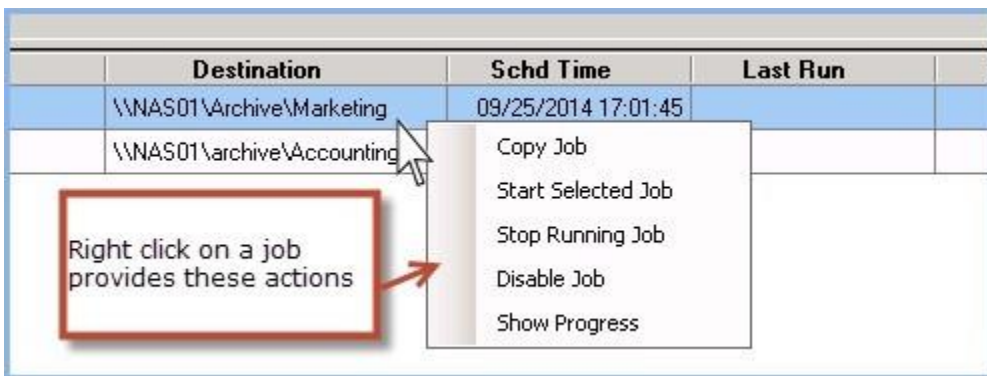 Destination Schd Time Last Run
\\NAS01\Archive\Marketing 09/25/2014 17:01:45
\\NAS01\archive\Accounting
Copy Job
Start Selected Job
Stop Running Job
Disable Job
Show Progress
Right click on a job
provides these actions